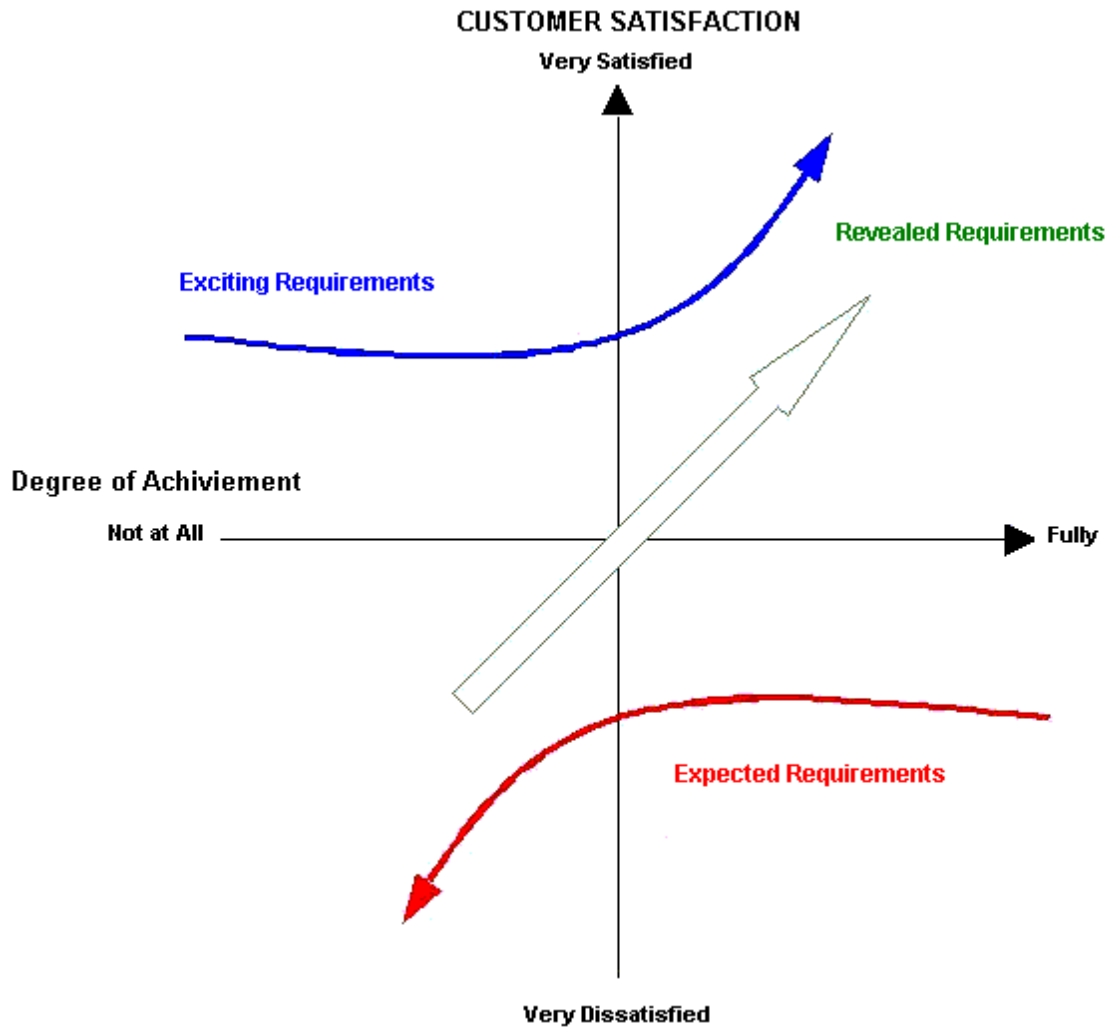 CUSTOMER SATISFACTION
Very Satisfied
Revealed Requirements
Exciting Requirements
Degree of Achiviement
Not at All
Fully
Expected Requirements
Very Dissatisfied